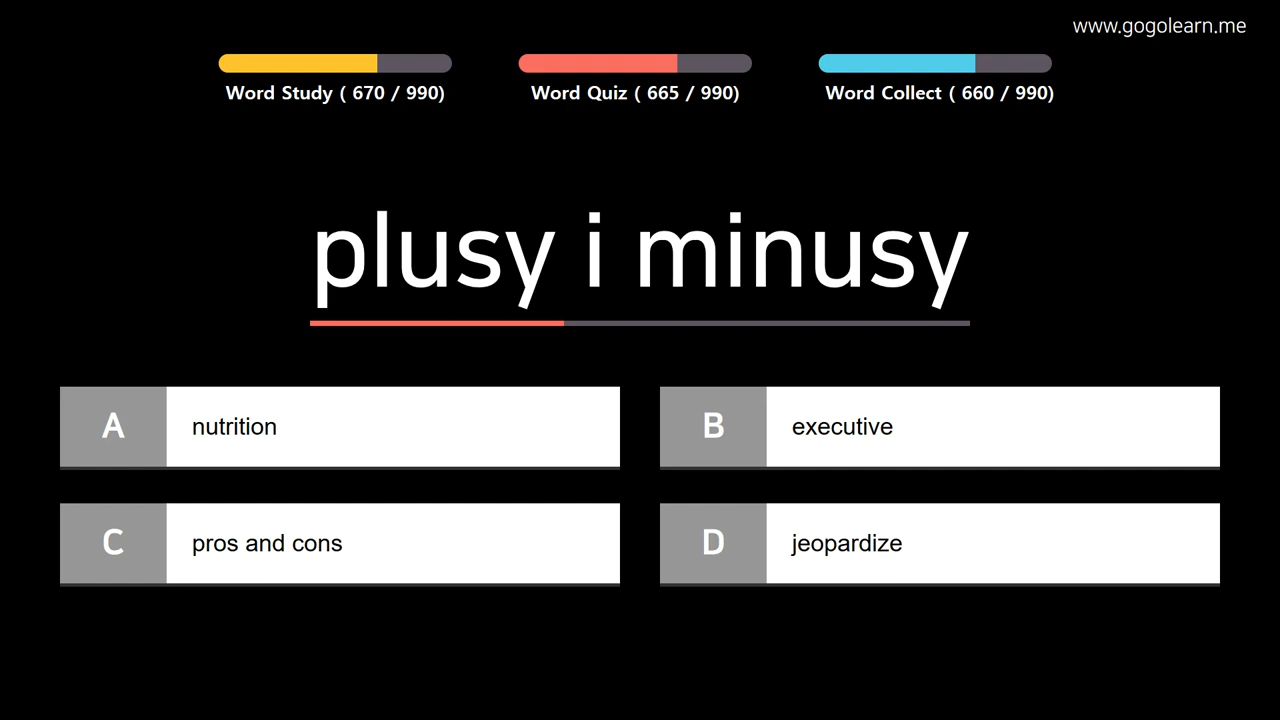 www.gogolearn.me
Word Study ( 670 / 990)
Word Quiz ( 665 / 990)
Word Collect ( 660 / 990)
plusy i minusy
A nutrition
B executive
C pros and cons
D jeopardize